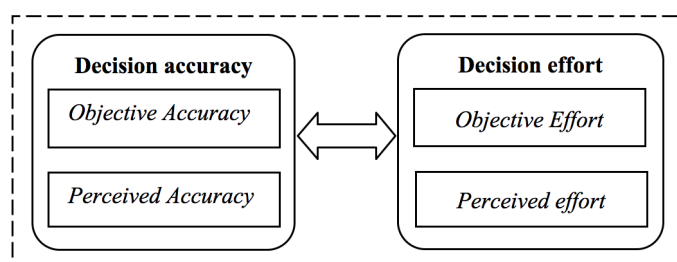 Decision accuracy
Objective Accuracy
Perceived Accuracy
Decision effort
Objective Effort
Perceived effort